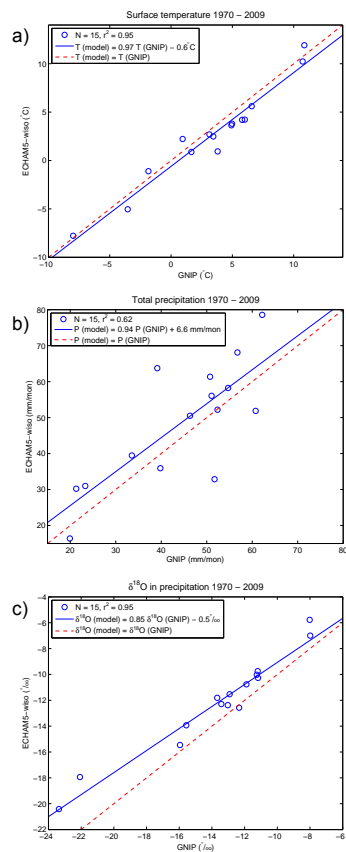 Surface temperature 1970 − 2009
a)
N = 15, r² = 0.95
T (model) = 0.97 T (GNIP) − 0.6°C
T (model) = T (GNIP)
ECHAM5−wiso (°C)
10
5
0
−5
−10
−10 −5 0 5 10
GNIP (°C)
Total precipitation 1970 − 2009
b)
N = 15, r² = 0.62
P (model) = 0.94 P (GNIP) + 6.6 mm/mon
P (model) = P (GNIP)
ECHAM5−wiso (mm/mon)
80
70
60
50
40
30
20
20 30 40 50 60 70 80
GNIP (mm/mon)
δ¹⁸O in precipitation 1970 − 2009
c)
N = 15, r² = 0.95
δ¹⁸O (model) = 0.85 δ¹⁸O (GNIP) − 0.5°/∞
δ¹⁸O (model) = δ¹⁸O (GNIP)
ECHAM5−wiso (°/∞)
−4
−6
−8
−10
−12
−14
−16
−18
−20
−22
−24 −22 −20 −18 −16 −14 −12 −10 −8 −6
GNIP (°/∞)